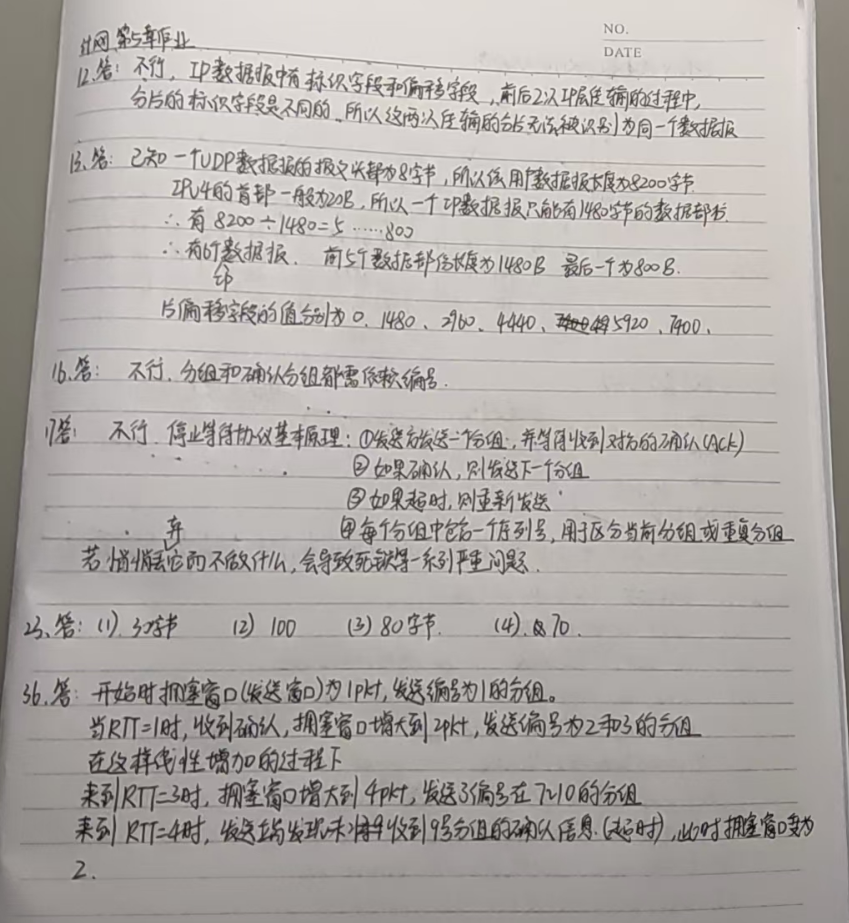 NO.
DATE
计网第5章作业
12.答：不行，IP数据报中有标识字段和偏移字段，前后2次IP层传输的过程中，
分片的标识字段是不同的，所以这两次传输的分片无法被识别为同一个数据报
13.答：已知一个UDP数据报的报文头部为8字节，所以该用户数据报长度为8200字节
IPv4的首部一般为20B，所以一个IP数据报只能有1480字节的数据部分
∴有 8200÷1480=5……800
∴有6个IP数据报．前5个数据部份长度为1480B 最后一个为800B．
片偏移字段的值分别为0、1480、2960、4440、5920、7400．
16.答： 不行．分组和确认分组都需依赖编号．
17答： 不行．停止等待协议基本原理：①发送方发送一个分组，并等待收到对方的确认(ACK)
②如果确认，则发送下一个分组
③如果超时，则重新发送
④每个分组中包含一个序列号，用于区分当前分组或重复分组
若悄悄丢弃它而不做什么，会导致死锁等一系列严重问题．
23、答：(1).30字节 (2) 100 (3) 80字节. (4).70．
36.答：开始时拥塞窗口(发送窗口)为1pkt，发送编号为1的分组。
当RTT=1时，收到确认，拥塞窗口增大到2pkt，发送编号为2和3的分组
在这样线性增加的过程下
来到RTT=3时，拥塞窗口增大到4pkt，发送了编号在7~10的分组
来到RTT=4时，发送端发现未收到9号分组的确认信息．(超时)，此时拥塞窗口变为
2．